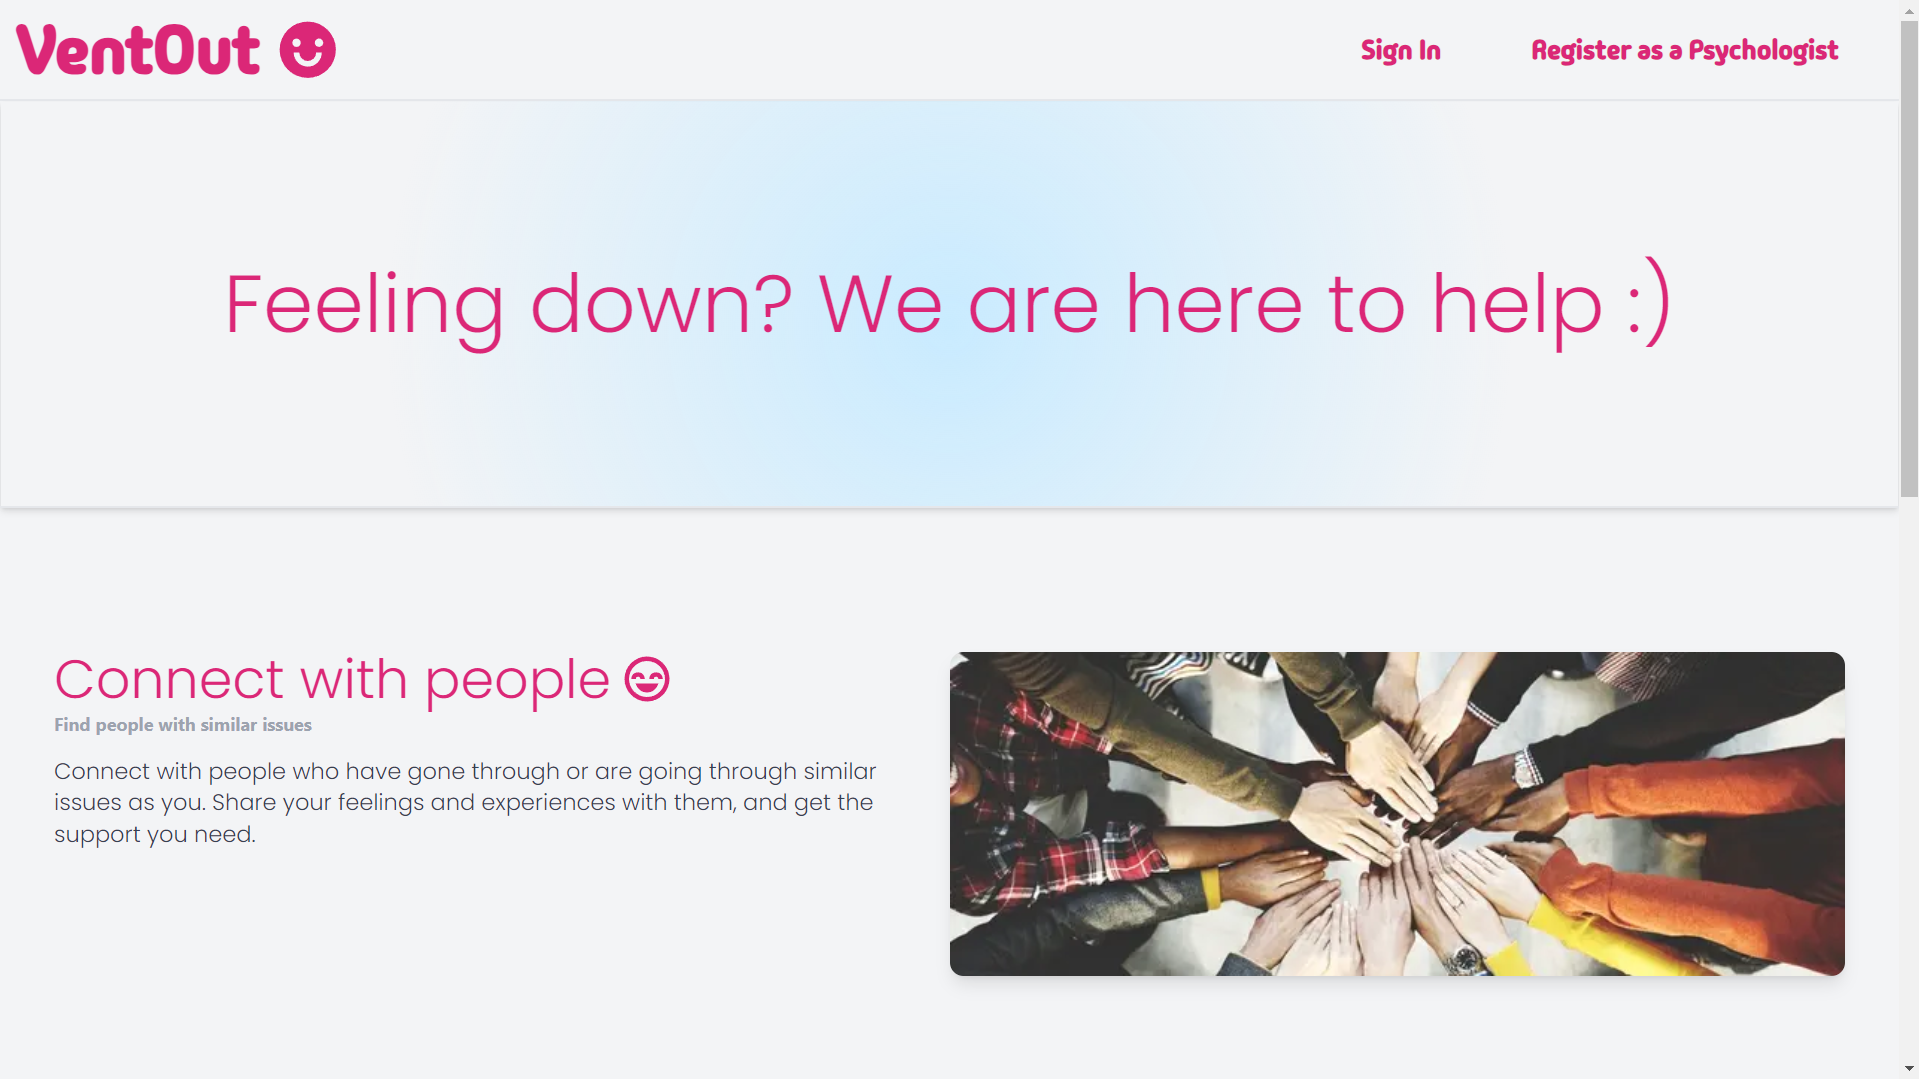 VentOut
Sign In
Register as a Psychologist
Feeling down? We are here to help :)
Connect with people
Find people with similar issues
Connect with people who have gone through or are going through similar
issues as you. Share your feelings and experiences with them, and get the
support you need.